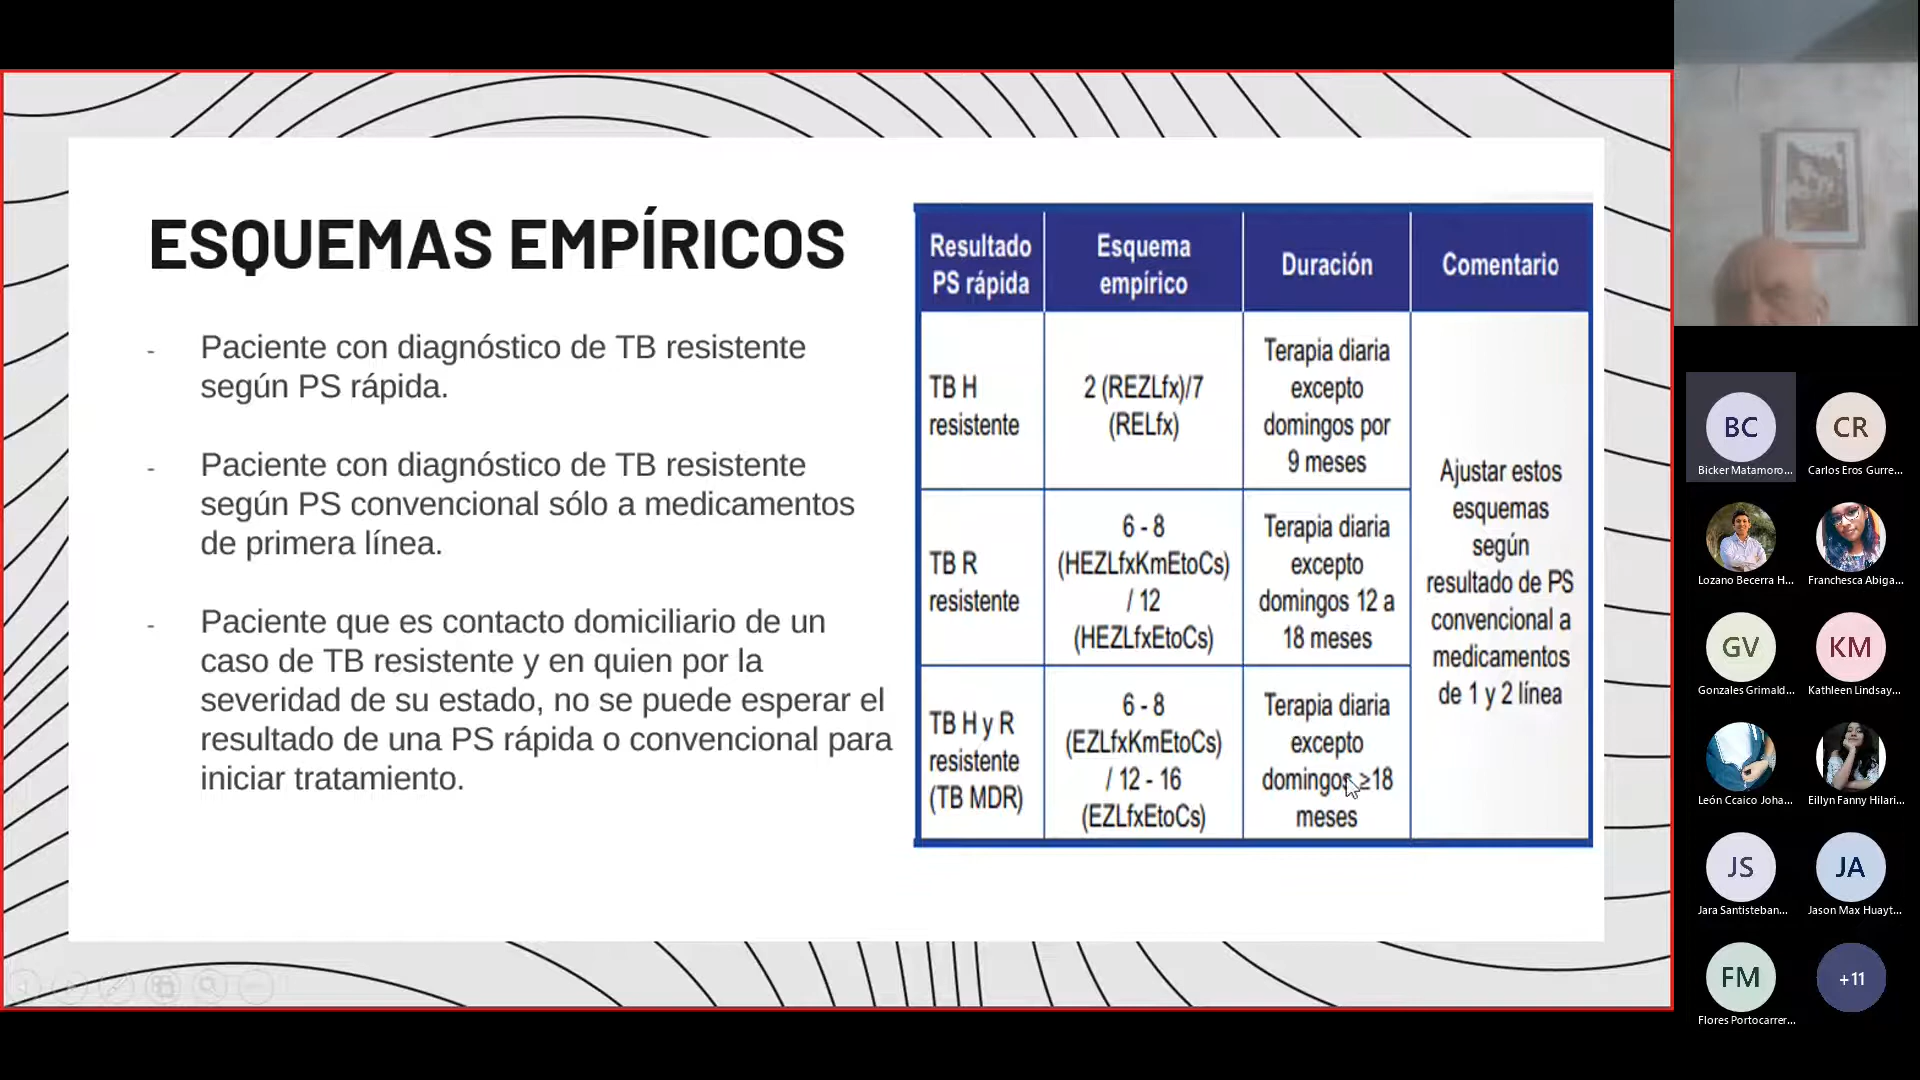 ESQUEMAS EMPÍRICOS
- Paciente con diagnóstico de TB resistente
según PS rápida.
- Paciente con diagnóstico de TB resistente
según PS convencional sólo a medicamentos
de primera línea.
- Paciente que es contacto domiciliario de un
caso de TB resistente y en quien por la
severidad de su estado, no se puede esperar el
resultado de una PS rápida o convencional para
iniciar tratamiento.
Resultado
PS rápida
Esquema
empírico
Duración
Comentario
TB H
resistente
2 (REZLfx)/7
(RELfx)
Terapia diaria
excepto
domingos por
9 meses
TB R
resistente
6 - 8
(HEZLfxKmEtoCs)
/ 12
(HEZLfxEtoCs)
Terapia diaria
excepto
domingos 12 a
18 meses
TB H y R
resistente
(TB MDR)
6 - 8
(EZLfxKmEtoCs)
/ 12 - 16
(EZLfxEtoCs)
Terapia diaria
excepto
domingos ≥18
meses
Ajustar estos
esquemas
según
resultado de PS
convencional a
medicamentos
de 1 y 2 línea
BC
Bicker Matamoro...
CR
Carlos Eros Gurre...
Lozano Becerra H...
Franchesca Abiga...
GV
Gonzales Grimald...
KM
Kathleen Lindsay...
León Ccaico Joha...
Eillyn Fanny Hilari...
JS
Jara Santisteban...
JA
Jason Max Huayt...
FM
Flores Portocarrer...
+11